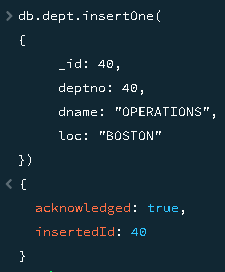 > db.dept.insertOne(
{
_id: 40,
deptno: 40,
dname: "OPERATIONS",
loc: "BOSTON"
})
< {
acknowledged: true,
insertedId: 40
}